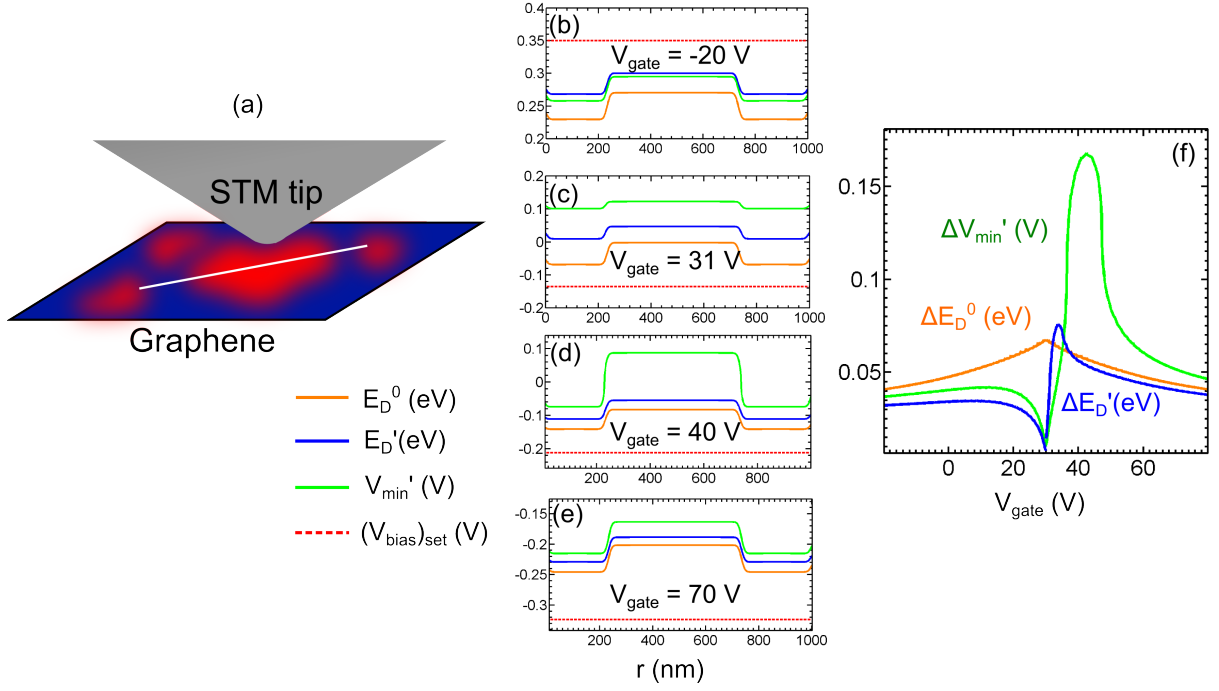 (a)
STM tip
Graphene
E_D^0 (eV)
E_D'(eV)
V_min' (V)
(V_bias)_set (V)
(b)
V_gate = -20 V
0.4
0.35
0.3
0.25
0.2
0 200 400 600 800 1000
(c)
V_gate = 31 V
0.2
0.1
0
-0.1
-0.2
0 200 400 600 800 1000
(d)
V_gate = 40 V
0.1
0
-0.1
-0.2
200 400 600 800
(e)
V_gate = 70 V
-0.15
-0.2
-0.25
-0.3
200 400 600 800 1000
r (nm)
(f)
0.15
0.1
0.05
ΔV_min' (V)
ΔE_D^0 (eV)
ΔE_D'(eV)
0 20 40 60
V_gate (V)